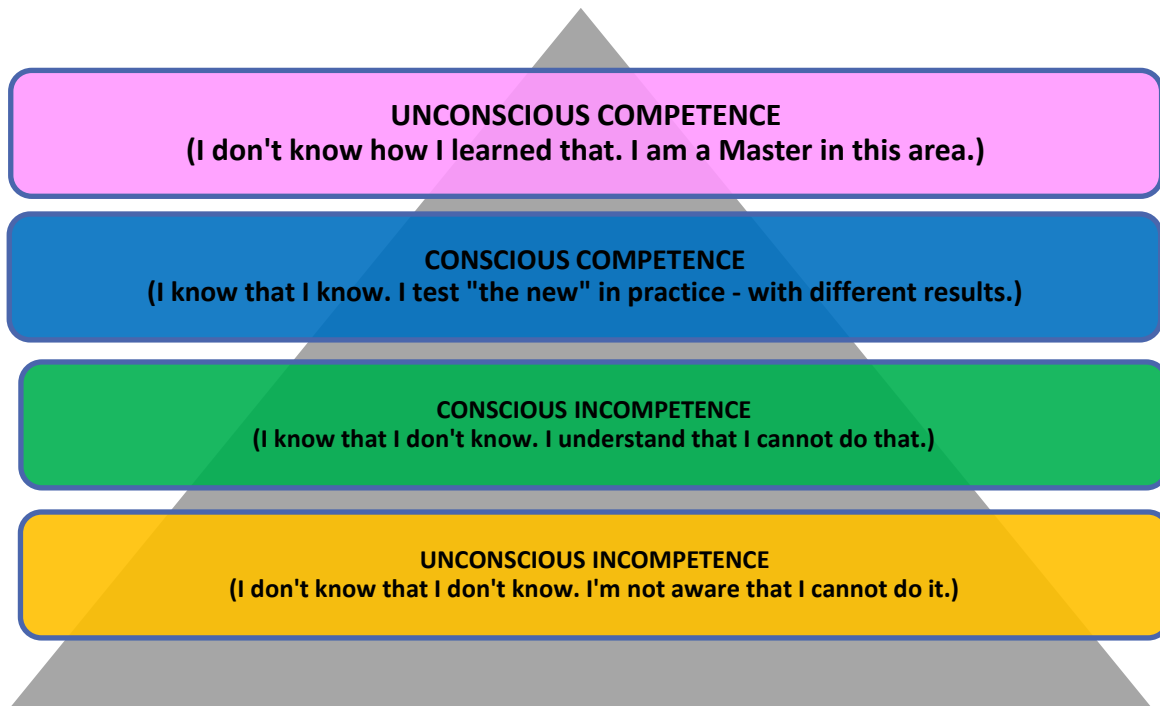 UNCONSCIOUS COMPETENCE
(I don't know how I learned that. I am a Master in this area.)
CONSCIOUS COMPETENCE
(I know that I know. I test "the new" in practice - with different results.)
CONSCIOUS INCOMPETENCE
(I know that I don't know. I understand that I cannot do that.)
UNCONSCIOUS INCOMPETENCE
(I don't know that I don't know. I'm not aware that I cannot do it.)